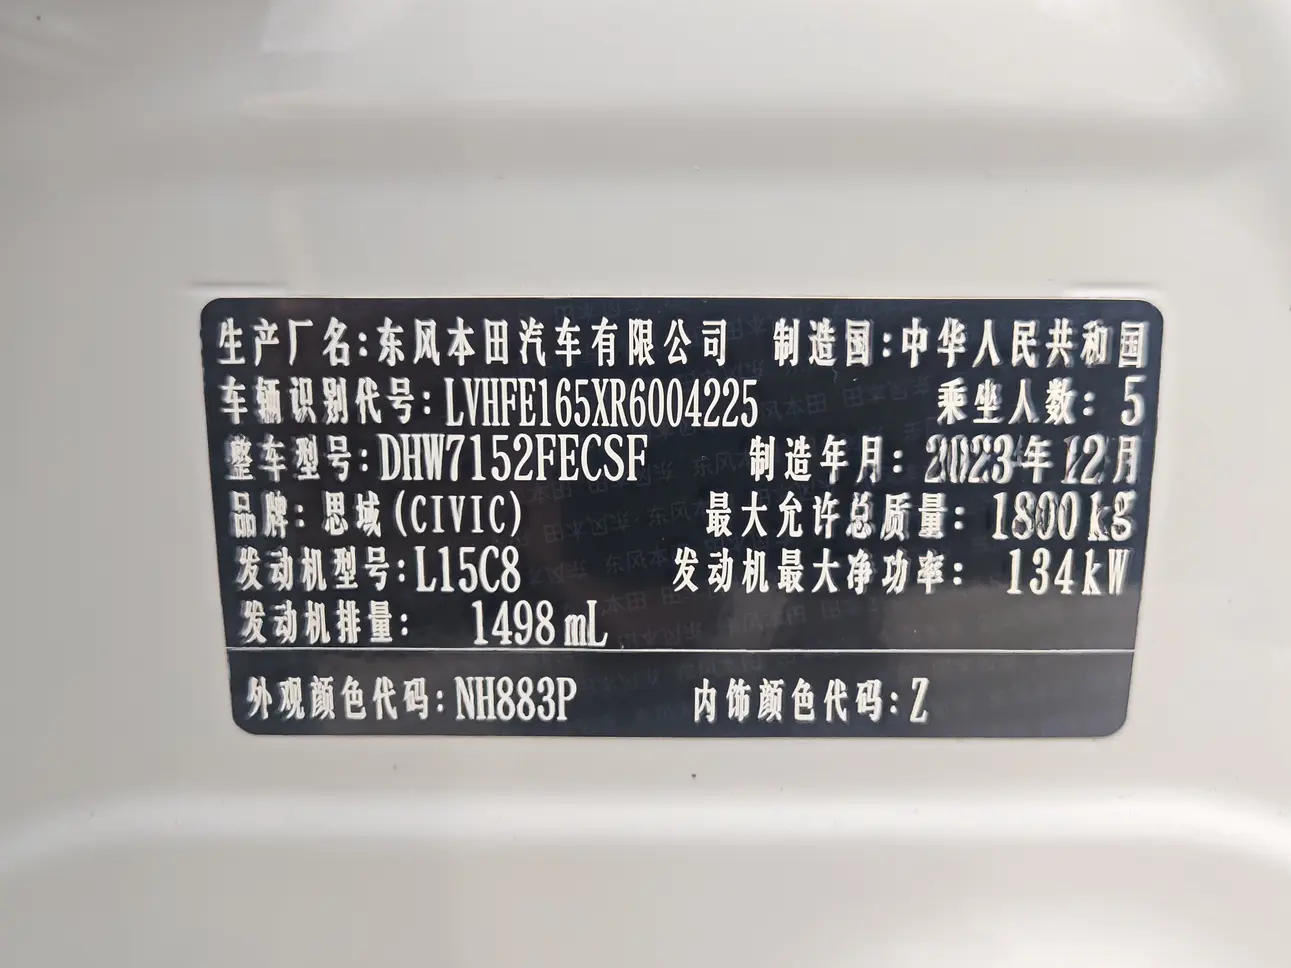 生产厂名:东风本田汽车有限公司 制造国:中华人民共和国
车辆识别代号:LVHFE165XR6004225 乘坐人数:5
整车型号:DHW7152FECSF 制造年月:2023年12月
品牌:思域(CIVIC) 最大允许总质量:1800kg
发动机型号:L15C8 发动机最大净功率:134kW
发动机排量: 1498mL
外观颜色代码:NH883P 内饰颜色代码:Z